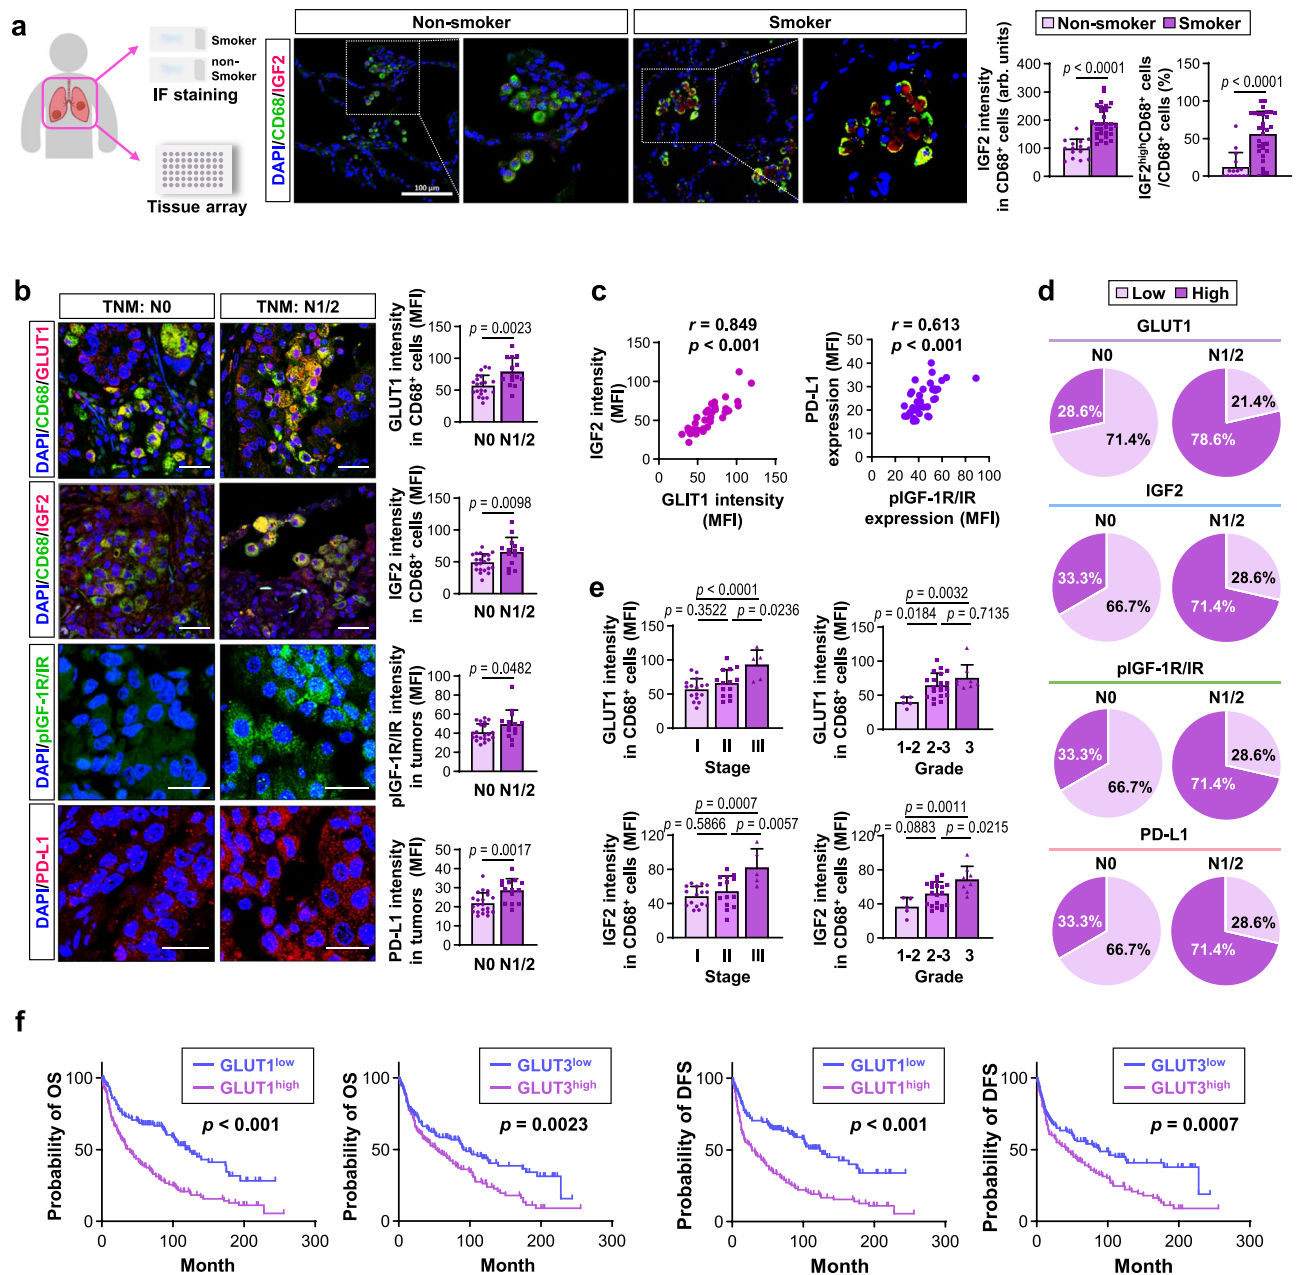 a
Smoker
non-
Smoker
IF staining
Tissue array
DAPI/CD68/IGF2
Non-smoker
Smoker
100 μm
Non-smoker Smoker
IGF2 intensity
in CD68⁺ cells (arb. units)
400
300
200
100
0
p < 0.0001
IGF2ʰⁱᵍʰCD68⁺ cells
/CD68⁺ cells (%)
150
100
50
0
p < 0.0001
b
TNM: N0
TNM: N1/2
DAPI/CD68/GLUT1
DAPI/CD68/IGF2
DAPI/pIGF-1R/IR
DAPI/PD-L1
GLUT1 intensity
in CD68⁺ cells (MFI)
150
100
50
0
p = 0.0023
N0 N1/2
IGF2 intensity
in CD68⁺ cells (MFI)
150
100
50
0
p = 0.0098
N0 N1/2
pIGF-1R/IR intensity
in tumors (MFI)
100
80
60
40
20
0
p = 0.0482
N0 N1/2
PD-L1 intensity
in tumors (MFI)
50
40
30
20
10
0
p = 0.0017
N0 N1/2
c
r = 0.849
p < 0.001
IGF2 intensity
(MFI)
150
100
50
0
0 50 100 150
GLIT1 intensity
(MFI)
r = 0.613
p < 0.001
PD-L1
expression (MFI)
50
40
30
20
10
0
0 20 40 60 80 100
pIGF-1R/IR
expression (MFI)
d
Low High
GLUT1
N0 N1/2
28.6%
71.4%
21.4%
78.6%
IGF2
N0 N1/2
33.3%
66.7%
28.6%
71.4%
pIGF-1R/IR
N0 N1/2
33.3%
66.7%
28.6%
71.4%
PD-L1
N0 N1/2
33.3%
66.7%
28.6%
71.4%
e
GLUT1 intensity
in CD68⁺ cells (MFI)
150
100
50
0
p < 0.0001
p = 0.3522 p = 0.0236
I II III
Stage
GLUT1 intensity
in CD68⁺ cells (MFI)
150
100
50
0
p = 0.0032
p = 0.0184 p = 0.7135
1-2 2-3 3
Grade
IGF2 intensity
in CD68⁺ cells (MFI)
120
80
40
0
p = 0.0007
p = 0.5866 p = 0.0057
I II III
Stage
IGF2 intensity
in CD68⁺ cells (MFI)
120
80
40
0
p = 0.0011
p = 0.0883 p = 0.0215
1-2 2-3 3
Grade
f
Probability of OS
100
50
0
GLUT1ˡᵒʷ
GLUT1ʰⁱᵍʰ
p < 0.001
0 100 200 300
Month
Probability of OS
100
50
0
GLUT3ˡᵒʷ
GLUT3ʰⁱᵍʰ
p = 0.0023
0 100 200 300
Month
Probability of DFS
100
50
0
GLUT1ˡᵒʷ
GLUT1ʰⁱᵍʰ
p < 0.001
0 100 200 300
Month
Probability of DFS
100
50
0
GLUT3ˡᵒʷ
GLUT3ʰⁱᵍʰ
p = 0.0007
0 100 200 300
Month